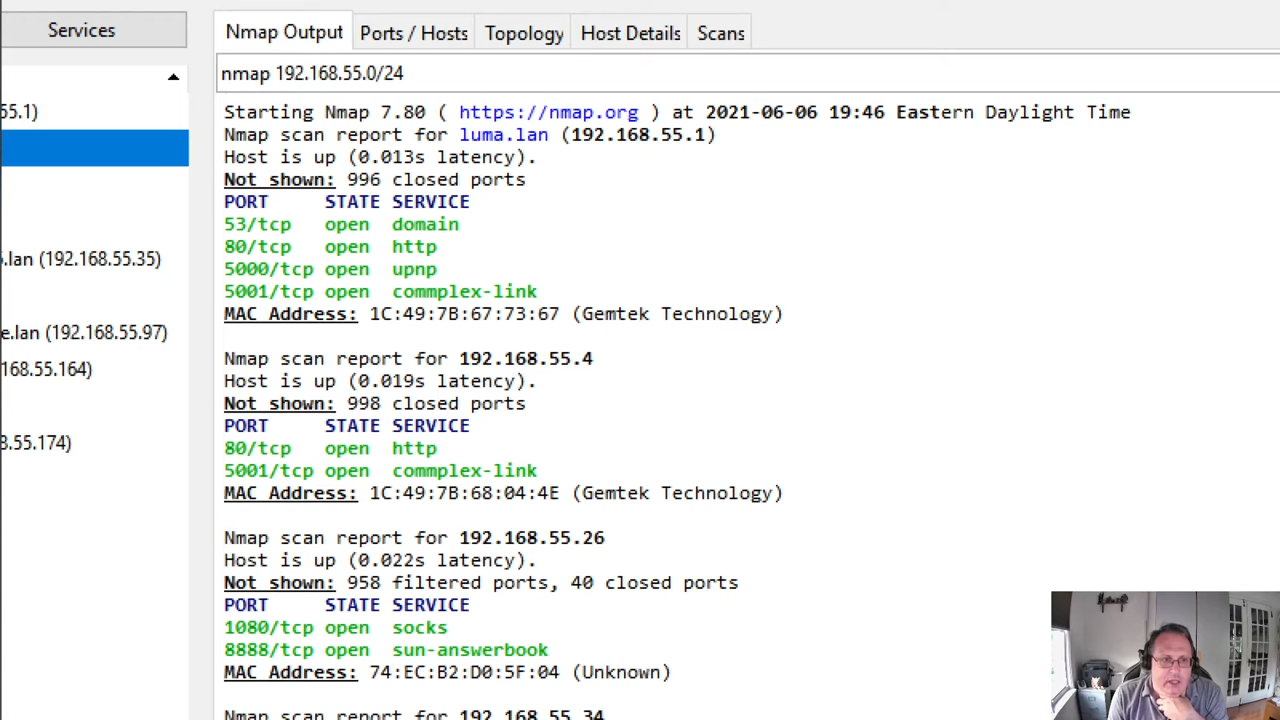 Services
Nmap Output
Ports / Hosts
Topology
Host Details
Scans
nmap 192.168.55.0/24
55.1)
.lan (192.168.55.35)
e.lan (192.168.55.97)
168.55.164)
8.55.174)
Starting Nmap 7.80 ( https://nmap.org ) at 2021-06-06 19:46 Eastern Daylight Time
Nmap scan report for luma.lan (192.168.55.1)
Host is up (0.013s latency).
Not shown: 996 closed ports
PORT STATE SERVICE
53/tcp open domain
80/tcp open http
5000/tcp open upnp
5001/tcp open commplex-link
MAC Address: 1C:49:7B:67:73:67 (Gemtek Technology)
Nmap scan report for 192.168.55.4
Host is up (0.019s latency).
Not shown: 998 closed ports
PORT STATE SERVICE
80/tcp open http
5001/tcp open commplex-link
MAC Address: 1C:49:7B:68:04:4E (Gemtek Technology)
Nmap scan report for 192.168.55.26
Host is up (0.022s latency).
Not shown: 958 filtered ports, 40 closed ports
PORT STATE SERVICE
1080/tcp open socks
8888/tcp open sun-answerbook
MAC Address: 74:EC:B2:D0:5F:04 (Unknown)
Nmap scan report for 192.168.55.34